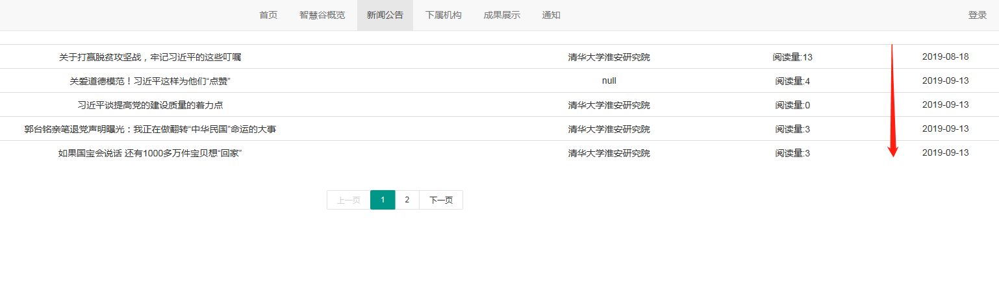 首页 智慧谷概览 新闻公告 下属机构 成果展示 通知 登录
关于打赢脱贫攻坚战，牢记习近平的这些叮嘱 清华大学淮安研究院 阅读量:13 2019-08-18
关爱道德模范！习近平这样为他们“点赞” null 阅读量:4 2019-09-13
习近平谈提高党的建设质量的着力点 清华大学淮安研究院 阅读量:0 2019-09-13
郭台铭亲笔退党声明曝光：我正在做翻转“中华民国”命运的大事 清华大学淮安研究院 阅读量:3 2019-09-13
如果国宝会说话 还有1000多万件宝贝想“回家” 清华大学淮安研究院 阅读量:3 2019-09-13
上一页 1 2 下一页